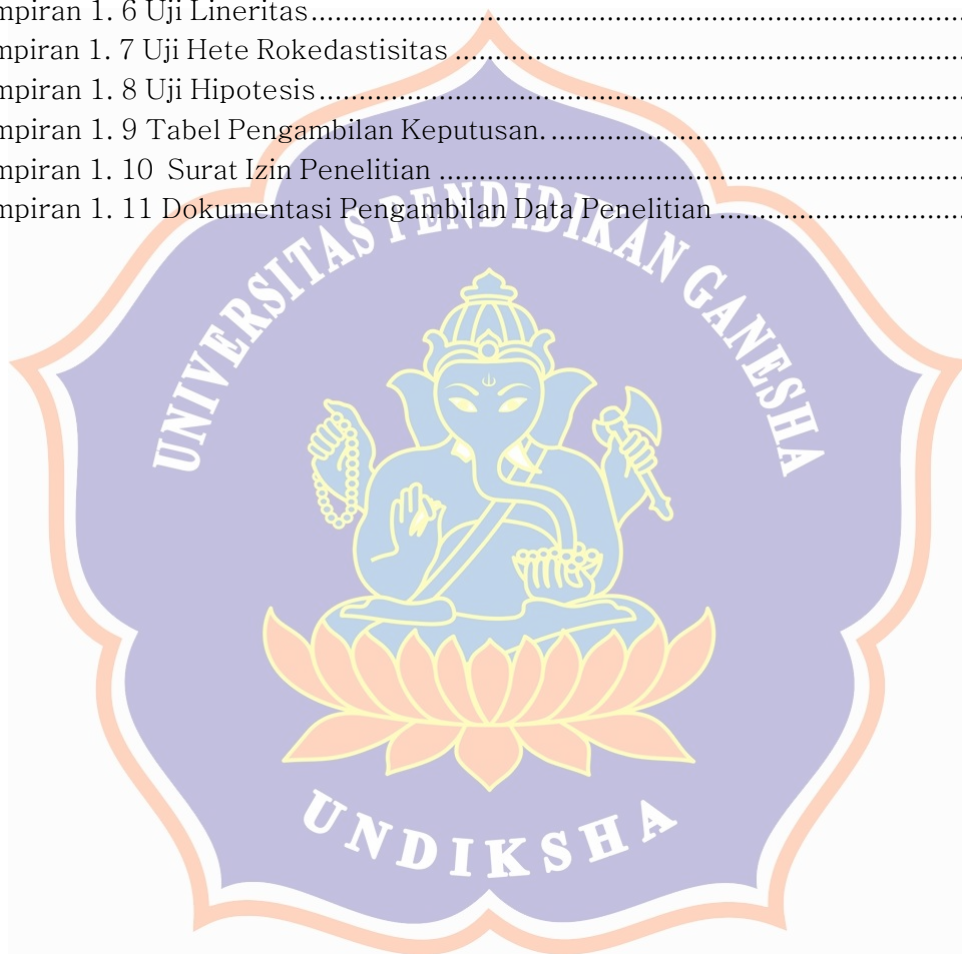 mpiran 1. 6 Uji Lineritas
mpiran 1. 7 Uji Hete Rokedastisitas
mpiran 1. 8 Uji Hipotesis
mpiran 1. 9 Tabel Pengambilan Keputusan.
mpiran 1. 10 Surat Izin Penelitian
mpiran 1. 11 Dokumentasi Pengambilan Data Penelitian
UNIVERSITAS PENDIDIKAN GANESHA
UNDIKSHA